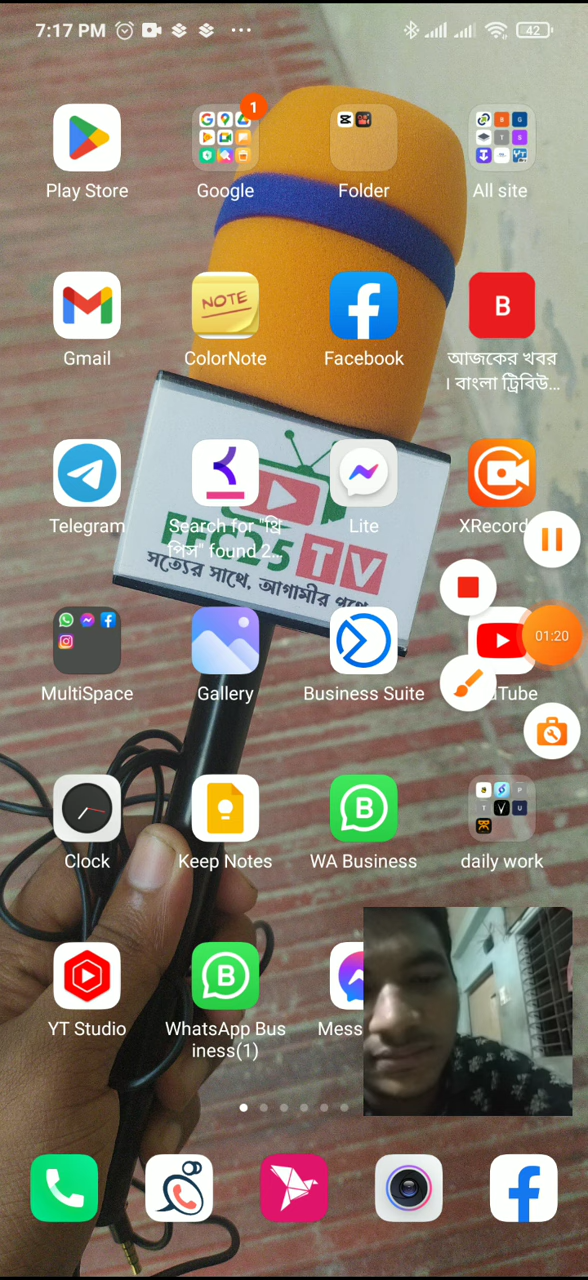 7:17 PM
42
1
Play Store
Google
Folder
All site
NOTE
B
Gmail
ColorNote
Facebook
আজকের খবর
। বাংলা ট্রিবিউ...
Telegram
Search for "থ্রি
পিস" found 2...
Lite
XRecord
FFC25 TV
সত্যের সাথে, আগামীর পথে
01:20
MultiSpace
Gallery
Business Suite
Tube
Clock
Keep Notes
WA Business
daily work
YT Studio
WhatsApp Bus
iness(1)
Mess